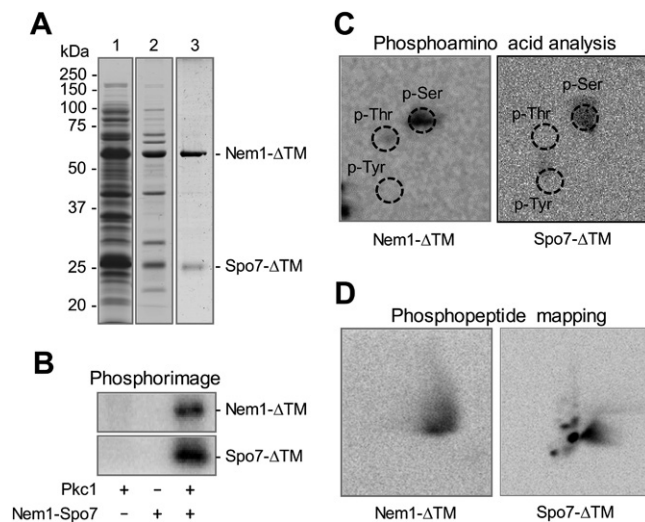 A
1 2 3
kDa
250 -
150 -
100 -
75 -
50 -
37 -
25 -
20 -
- Nem1-ΔTM
- Spo7-ΔTM
B
Phosphorimage
- Nem1-ΔTM
- Spo7-ΔTM
Pkc1 + – +
Nem1-Spo7 – + +
C
Phosphoamino acid analysis
p-Ser
p-Thr
p-Tyr
p-Ser
p-Thr
p-Tyr
Nem1-ΔTM Spo7-ΔTM
D
Phosphopeptide mapping
Nem1-ΔTM Spo7-ΔTM